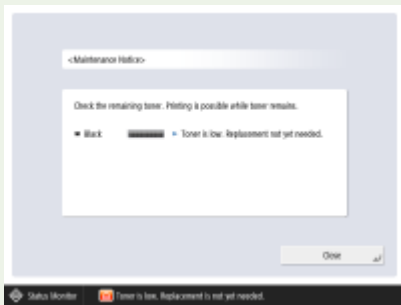 <Maintenance Notice>
Check the remaining toner. Printing is possible while toner remains.
Black Toner is low. Replacement not yet needed.
Close
Status Monitor Toner is low. Replacement is not yet needed.